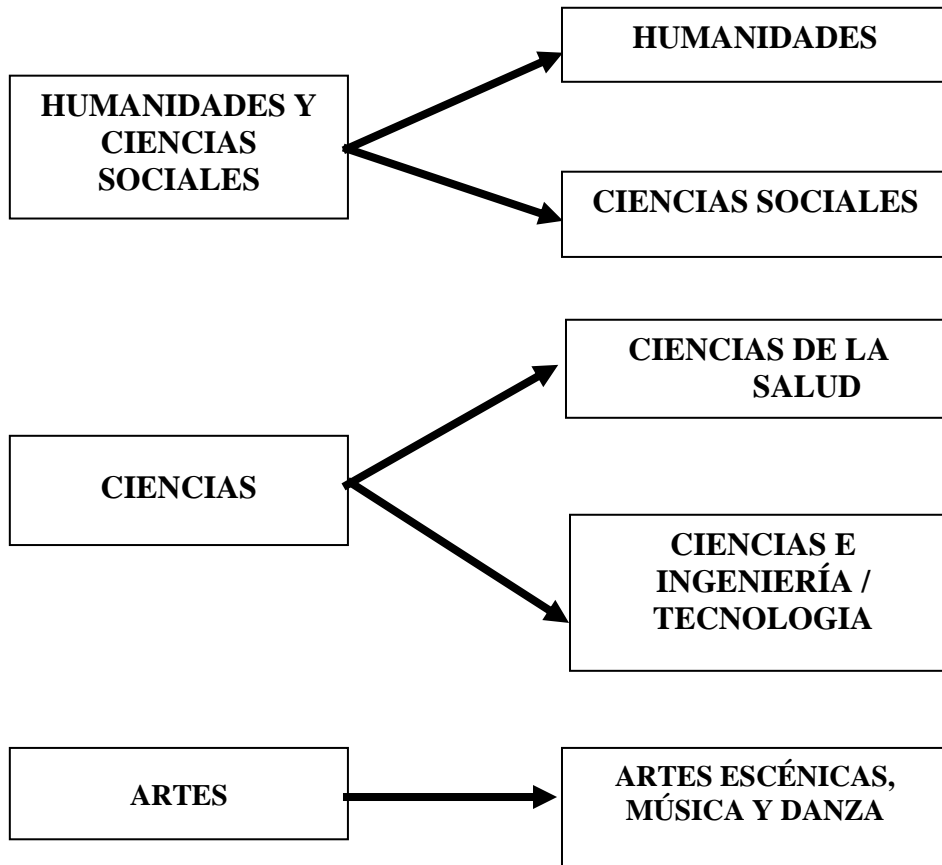 HUMANIDADES
HUMANIDADES Y
CIENCIAS
SOCIALES
CIENCIAS SOCIALES
CIENCIAS DE LA
SALUD
CIENCIAS
CIENCIAS E
INGENIERÍA /
TECNOLOGIA
ARTES
ARTES ESCÉNICAS,
MÚSICA Y DANZA